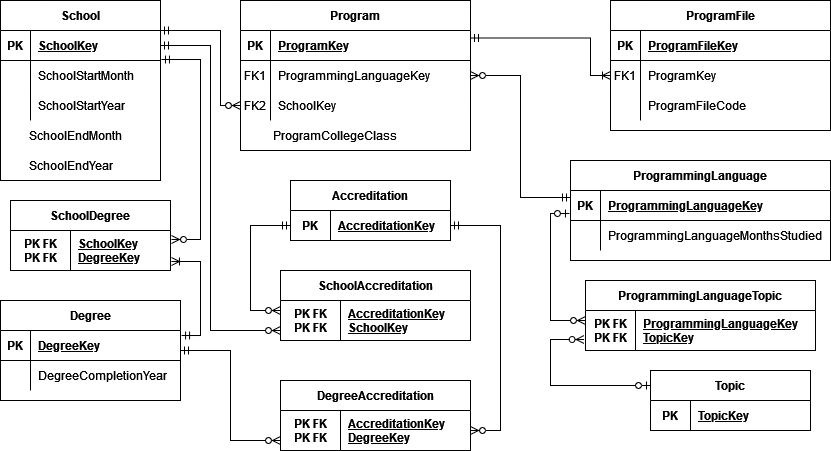 School
PK SchoolKey
SchoolStartMonth
SchoolStartYear
SchoolEndMonth
SchoolEndYear
Program
PK ProgramKey
FK1 ProgrammingLanguageKey
FK2 SchoolKey
ProgramCollegeClass
ProgramFile
PK ProgramFileKey
FK1 ProgramKey
ProgramFileCode
SchoolDegree
PK FK SchoolKey
PK FK DegreeKey
Accreditation
PK AccreditationKey
ProgrammingLanguage
PK ProgrammingLanguageKey
ProgrammingLanguageMonthsStudied
Degree
PK DegreeKey
DegreeCompletionYear
SchoolAccreditation
PK FK AccreditationKey
PK FK SchoolKey
ProgrammingLanguageTopic
PK FK ProgrammingLanguageKey
PK FK TopicKey
DegreeAccreditation
PK FK AccreditationKey
PK FK DegreeKey
Topic
PK TopicKey